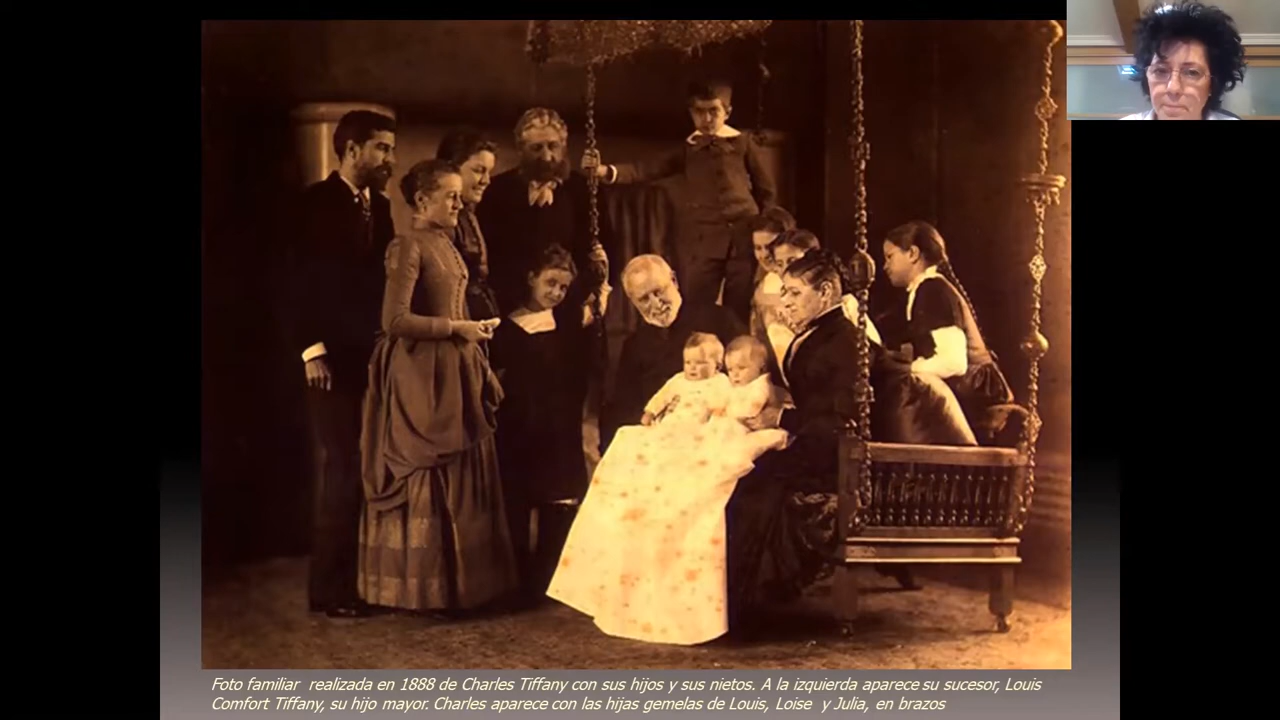 Foto familiar realizada en 1888 de Charles Tiffany con sus hijos y sus nietos. A la izquierda aparece su sucesor, Louis
Comfort Tiffany, su hijo mayor. Charles aparece con las hijas gemelas de Louis, Loise y Julia, en brazos